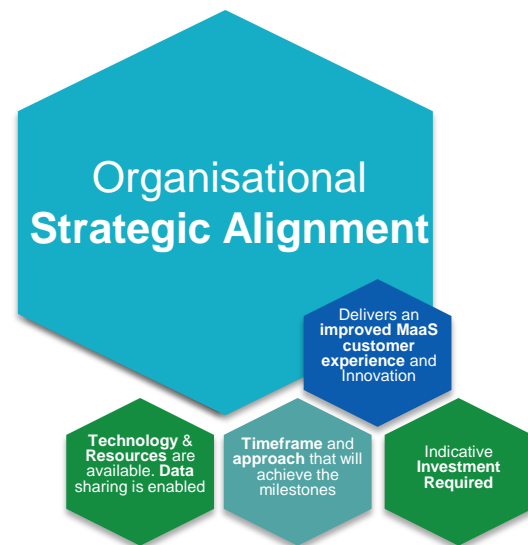 Organisational
Strategic Alignment
Delivers an
improved MaaS
customer
experience and
Innovation
Technology &
Resources are
available. Data
sharing is enabled
Timeframe and
approach that will
achieve the
milestones
Indicative
Investment
Required